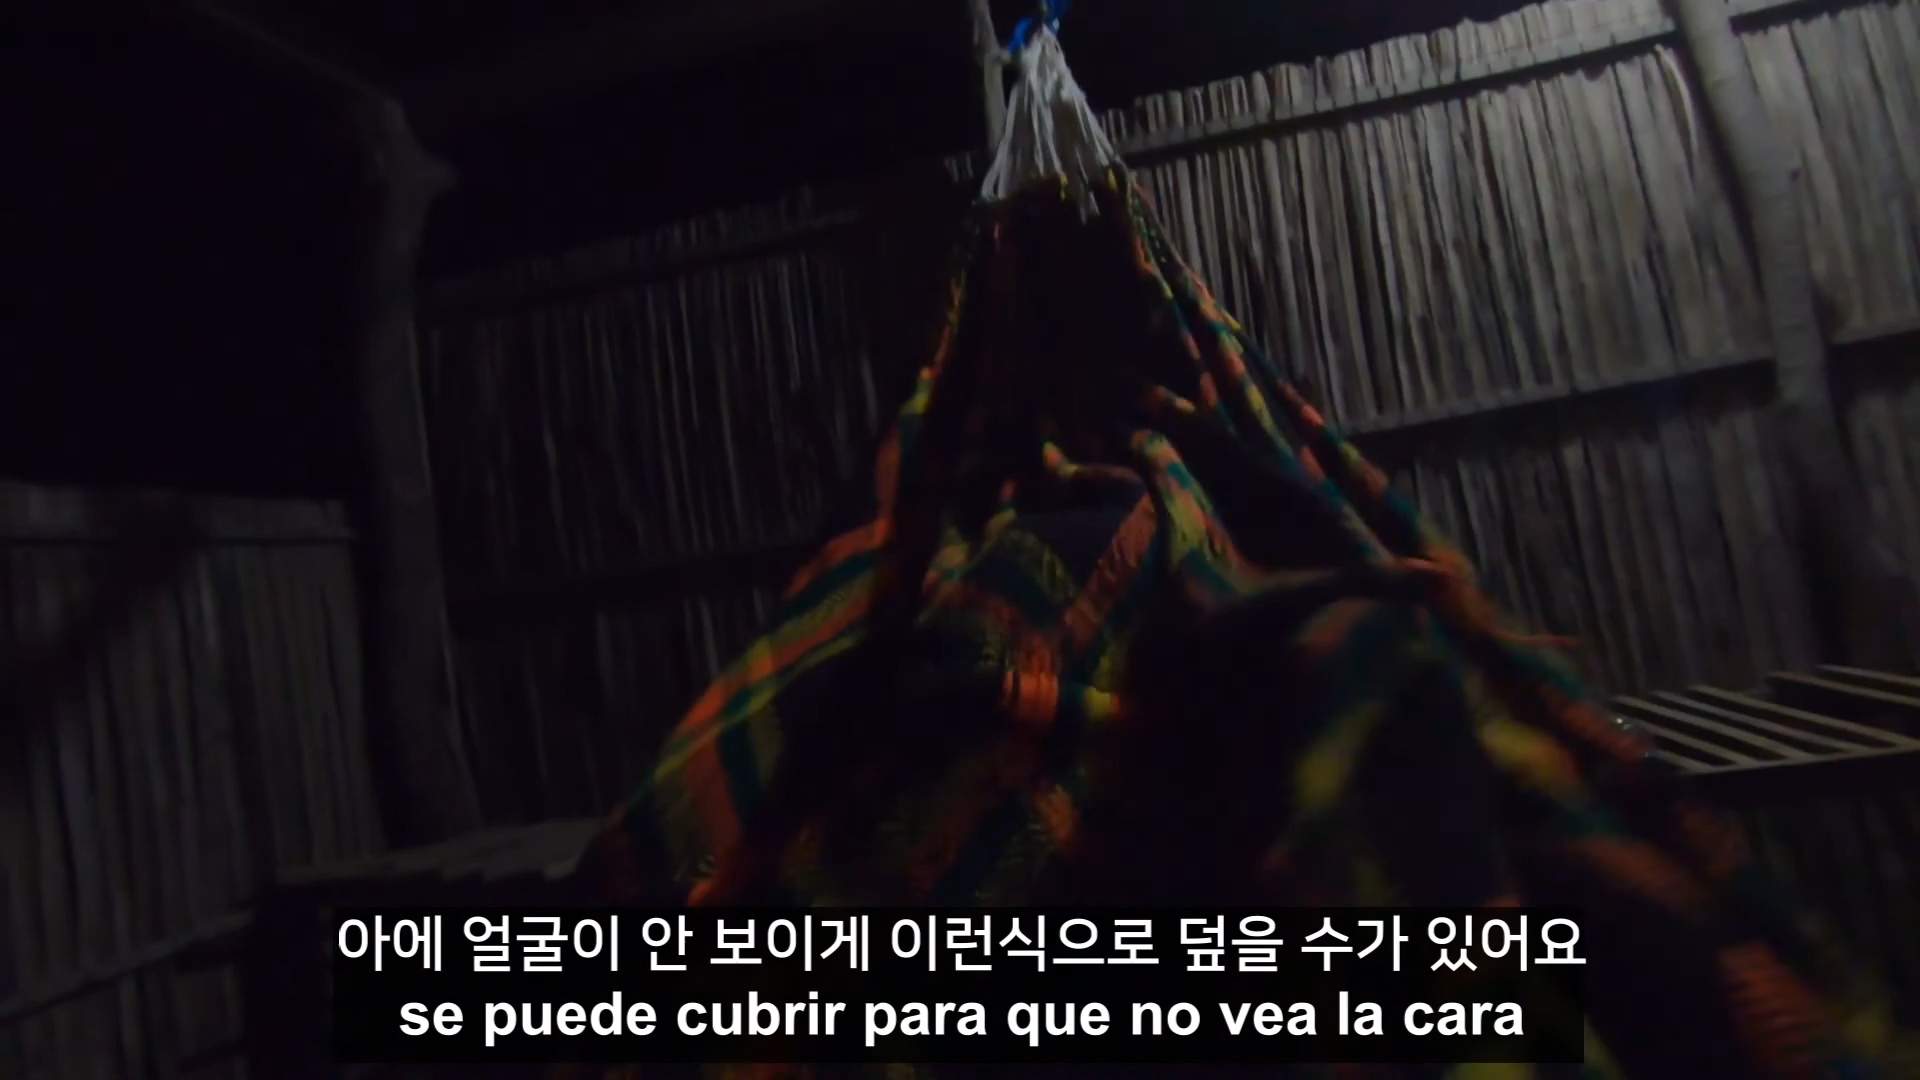 아에 얼굴이 안 보이게 이런식으로 덮을 수가 있어요
se puede cubrir para que no vea la cara